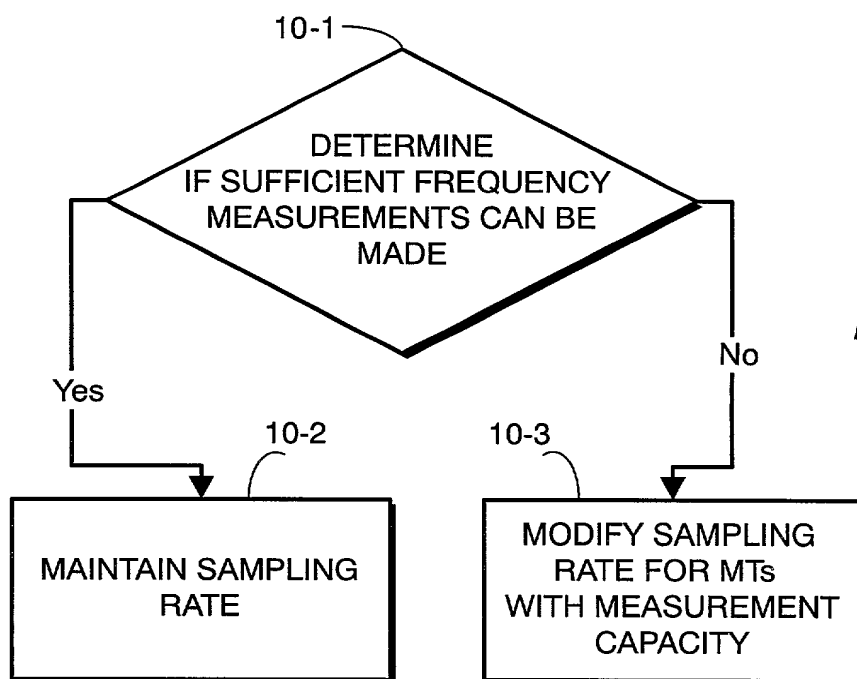 10-1
DETERMINE
IF SUFFICIENT FREQUENCY
MEASUREMENTS CAN BE
MADE
Yes
No
10-2
10-3
MAINTAIN SAMPLING
RATE
MODIFY SAMPLING
RATE FOR MTs
WITH MEASUREMENT
CAPACITY